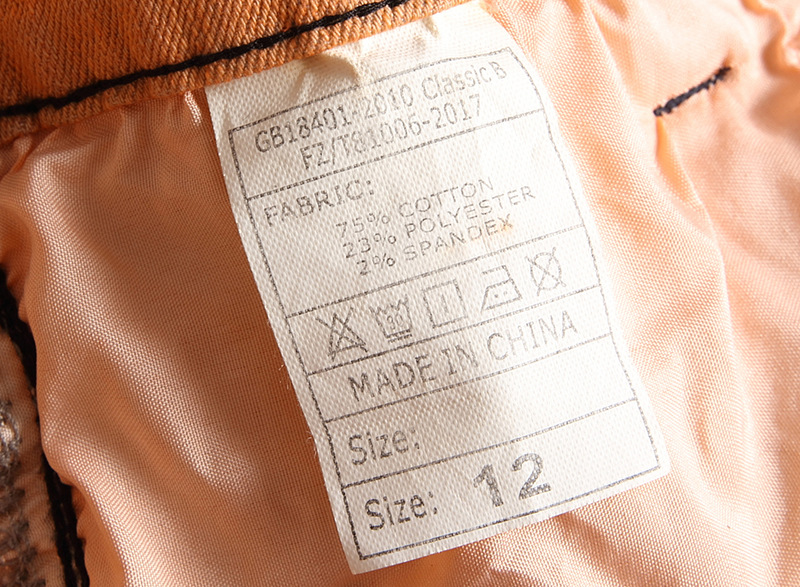 GB18401-2010 Classic B
FZ/T81006-2017
FABRIC:
75% COTTON
23% POLYESTER
2% SPANDEX
MADE IN CHINA
Size:
Size: 12